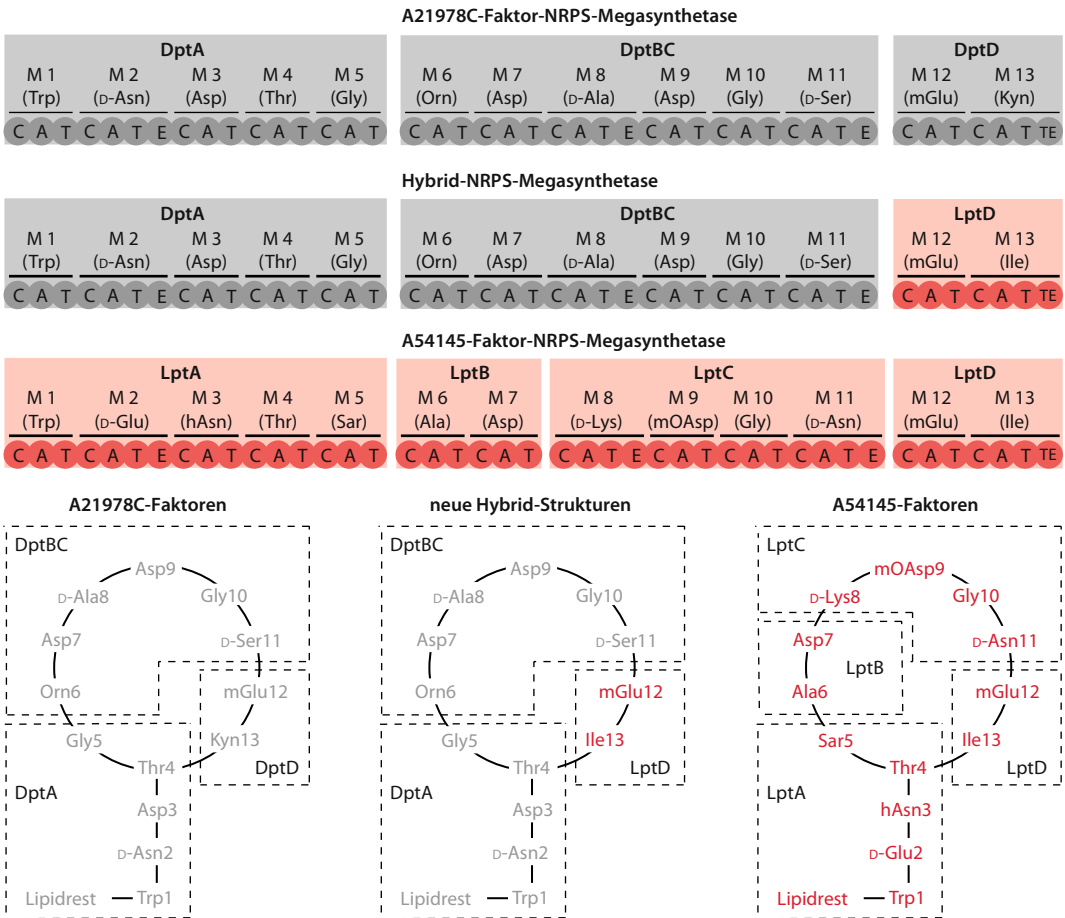 A21978C-Faktor-NRPS-Megasynthetase
DptA DptBC DptD
M 1 M 2 M 3 M 4 M 5 M 6 M 7 M 8 M 9 M 10 M 11 M 12 M 13
(Trp) (D-Asn) (Asp) (Thr) (Gly) (Orn) (Asp) (D-Ala) (Asp) (Gly) (D-Ser) (mGlu) (Kyn)
C A T C A T E C A T C A T C A T C A T C A T C A T E C A T C A T C A T E C A T C A T TE
Hybrid-NRPS-Megasynthetase
DptA DptBC LptD
M 1 M 2 M 3 M 4 M 5 M 6 M 7 M 8 M 9 M 10 M 11 M 12 M 13
(Trp) (D-Asn) (Asp) (Thr) (Gly) (Orn) (Asp) (D-Ala) (Asp) (Gly) (D-Ser) (mGlu) (Ile)
C A T C A T E C A T C A T C A T C A T C A T C A T E C A T C A T C A T E C A T C A T TE
A54145-Faktor-NRPS-Megasynthetase
LptA LptB LptC LptD
M 1 M 2 M 3 M 4 M 5 M 6 M 7 M 8 M 9 M 10 M 11 M 12 M 13
(Trp) (D-Glu) (hAsn) (Thr) (Sar) (Ala) (Asp) (D-Lys) (mOAsp) (Gly) (D-Asn) (mGlu) (Ile)
C A T C A T E C A T C A T C A T C A T C A T C A T E C A T C A T C A T E C A T C A T TE
A21978C-Faktoren
DptBC
Asp9
D-Ala8 Gly10
Asp7 D-Ser11
Orn6 mGlu12
Gly5 Kyn13
Thr4 DptD
DptA
Asp3
D-Asn2
Lipidrest Trp1
neue Hybrid-Strukturen
DptBC
Asp9
D-Ala8 Gly10
Asp7 D-Ser11
Orn6 mGlu12
Gly5 Ile13
Thr4 LptD
DptA
Asp3
D-Asn2
Lipidrest Trp1
A54145-Faktoren
LptC
mOAsp9
D-Lys8 Gly10
Asp7 D-Asn11
LptB
Ala6 mGlu12
Sar5 Ile13
Thr4 LptD
LptA
hAsn3
D-Glu2
Lipidrest Trp1